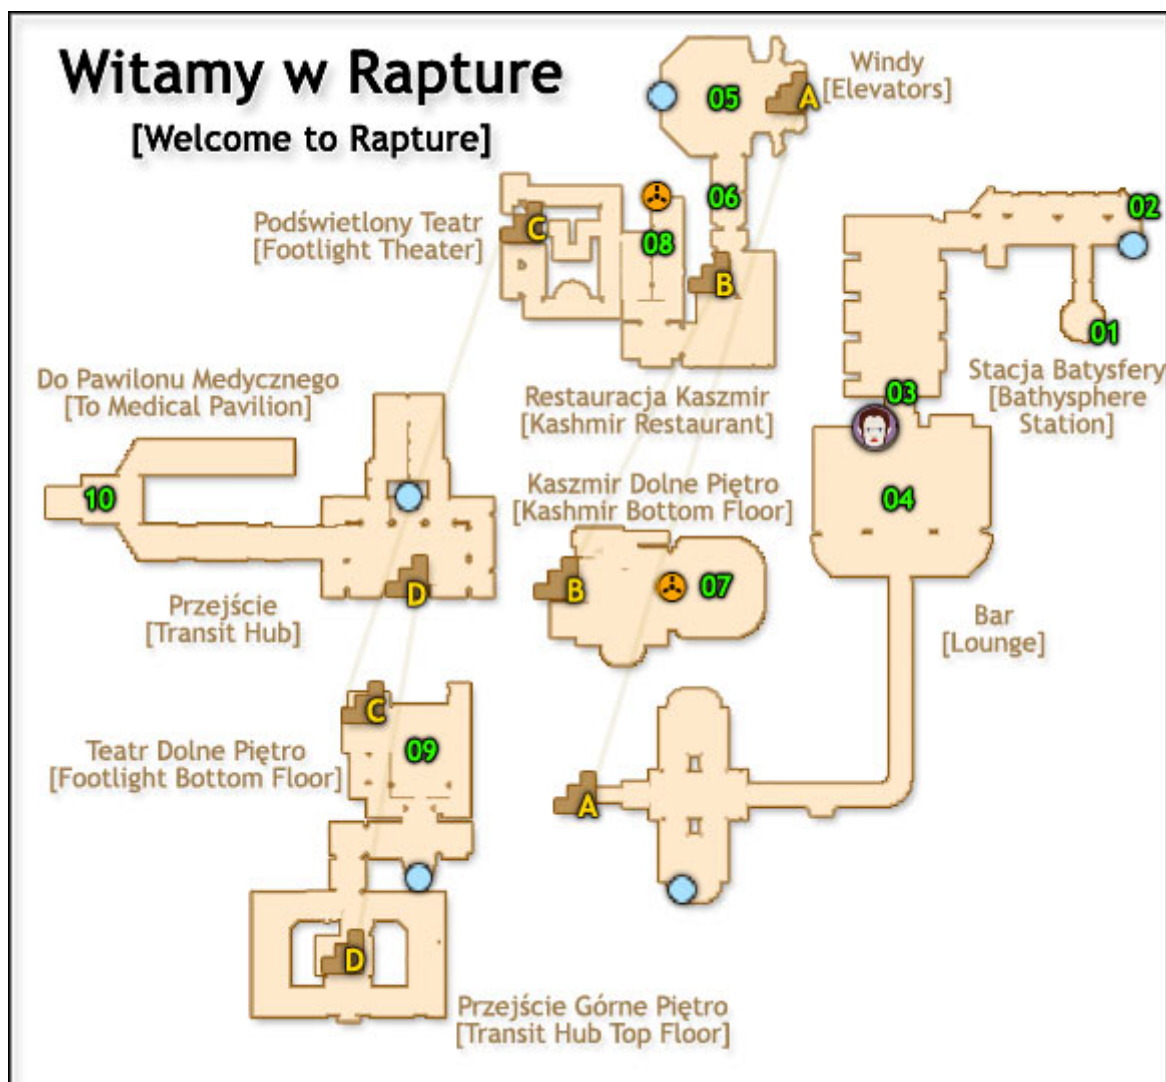 Witamy w Rapture
[Welcome to Rapture]
Windy
[Elevators]
05
A
06
02
Podświetlony Teatr
[Footlight Theater]
C
08
B
01
Do Pawilonu Medycznego
[To Medical Pavilion]
Restauracja Kaszmir
[Kashmir Restaurant]
Stacja Batysfery
[Bathysphere
Station]
03
10
Kaszmir Dolne Piętro
[Kashmir Bottom Floor]
04
D
B
07
Przejście
[Transit Hub]
Bar
[Lounge]
C
Teatr Dolne Piętro
[Footlight Bottom Floor]
09
A
D
Przejście Górne Piętro
[Transit Hub Top Floor]